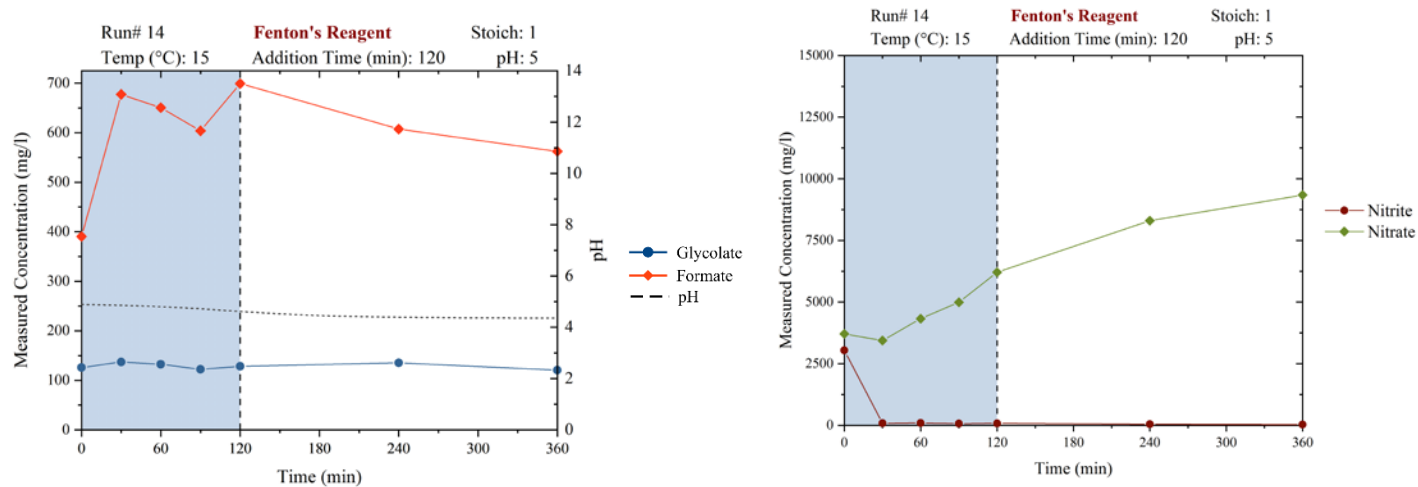 Run# 14 Fenton's Reagent Stoich: 1
Temp (°C): 15 Addition Time (min): 120 pH: 5
700
600
500
400
300
200
100
0
Measured Concentration (mg/l)
14
12
10
8
6
4
2
0
pH
0 60 120 180 240 300 360
Time (min)
Glycolate
Formate
pH
Run# 14 Fenton's Reagent Stoich: 1
Temp (°C): 15 Addition Time (min): 120 pH: 5
15000
12500
10000
7500
5000
2500
0
Measured Concentration (mg/l)
0 60 120 180 240 300 360
Time (min)
Nitrite
Nitrate